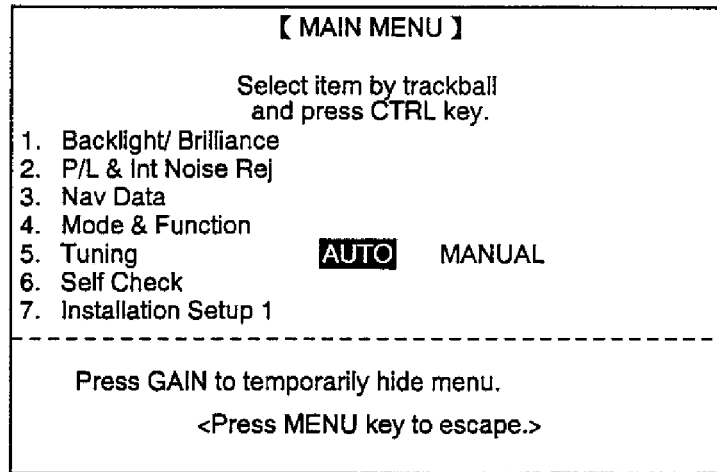 【 MAIN MENU 】
Select item by trackball
and press CTRL key.
1. Backlight/ Brilliance
2. P/L & Int Noise Rej
3. Nav Data
4. Mode & Function
5. Tuning AUTO MANUAL
6. Self Check
7. Installation Setup 1
Press GAIN to temporarily hide menu.
<Press MENU key to escape.>